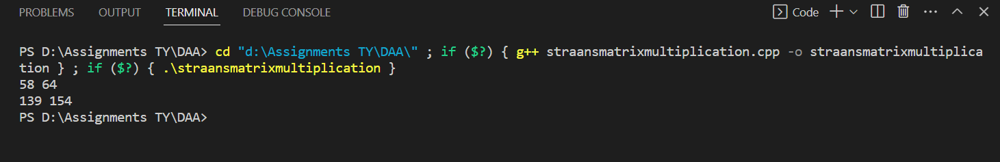 PROBLEMS OUTPUT TERMINAL DEBUG CONSOLE Code
PS D:\Assignments TY\DAA> cd "d:\Assignments TY\DAA\" ; if ($?) { g++ straansmatrixmultiplication.cpp -o straansmatrixmultiplica
tion } ; if ($?) { .\straansmatrixmultiplication }
58 64
139 154
PS D:\Assignments TY\DAA>